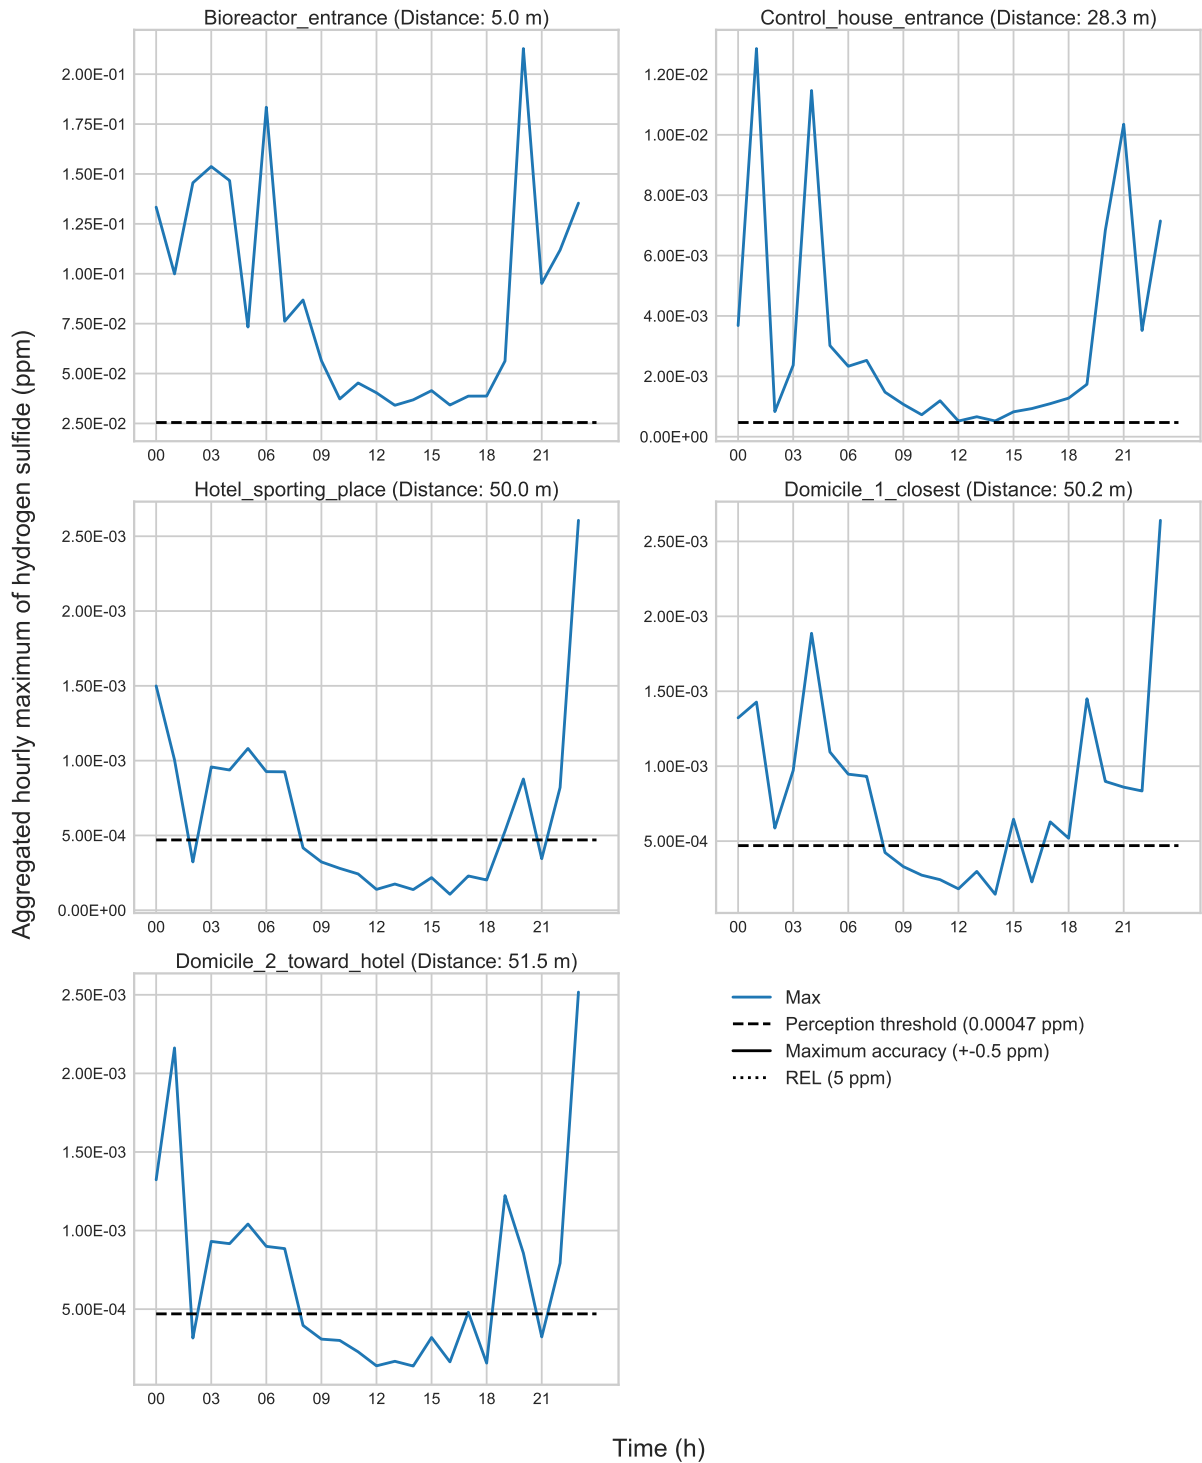 Aggregated hourly maximum of hydrogen sulfide (ppm)
Bioreactor_entrance (Distance: 5.0 m)
2.00E-01
1.75E-01
1.50E-01
1.25E-01
1.00E-01
7.50E-02
5.00E-02
2.50E-02
00 03 06 09 12 15 18 21
Control_house_entrance (Distance: 28.3 m)
1.20E-02
1.00E-02
8.00E-03
6.00E-03
4.00E-03
2.00E-03
0.00E+00
00 03 06 09 12 15 18 21
Hotel_sporting_place (Distance: 50.0 m)
2.50E-03
2.00E-03
1.50E-03
1.00E-03
5.00E-04
0.00E+00
00 03 06 09 12 15 18 21
Domicile_1_closest (Distance: 50.2 m)
2.50E-03
2.00E-03
1.50E-03
1.00E-03
5.00E-04
00 03 06 09 12 15 18 21
Domicile_2_toward_hotel (Distance: 51.5 m)
2.50E-03
2.00E-03
1.50E-03
1.00E-03
5.00E-04
00 03 06 09 12 15 18 21
Max
Perception threshold (0.00047 ppm)
Maximum accuracy (+-0.5 ppm)
REL (5 ppm)
Time (h)